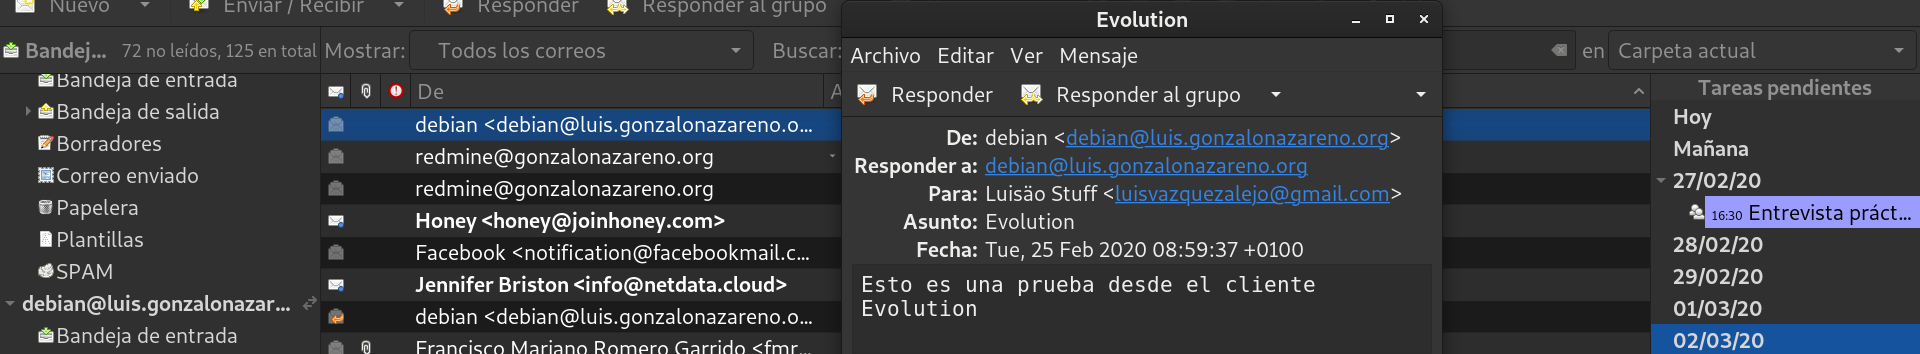 Nuevo Enviar / Recibir Responder Responder al grupo
Bandej... 72 no leídos, 125 en total Mostrar: Todos los correos Buscar: en Carpeta actual
Bandeja de entrada
Bandeja de salida
Borradores
Correo enviado
Papelera
Plantillas
SPAM
debian@luis.gonzalonazar...
Bandeja de entrada
De A
debian <debian@luis.gonzalonazareno.o...
redmine@gonzalonazareno.org
redmine@gonzalonazareno.org
Honey <honey@joinhoney.com>
Facebook <notification@facebookmail.c...
Jennifer Briston <info@netdata.cloud>
debian <debian@luis.gonzalonazareno.o...
Francisco Mariano Romero Garrido <fmr...
Evolution
Archivo Editar Ver Mensaje
Responder Responder al grupo
De: debian <debian@luis.gonzalonazareno.org>
Responder a: debian@luis.gonzalonazareno.org
Para: Luisäo Stuff <luisvazquezalejo@gmail.com>
Asunto: Evolution
Fecha: Tue, 25 Feb 2020 08:59:37 +0100
Esto es una prueba desde el cliente
Evolution
Tareas pendientes
Hoy
Mañana
27/02/20
16:30 Entrevista práct...
28/02/20
29/02/20
01/03/20
02/03/20